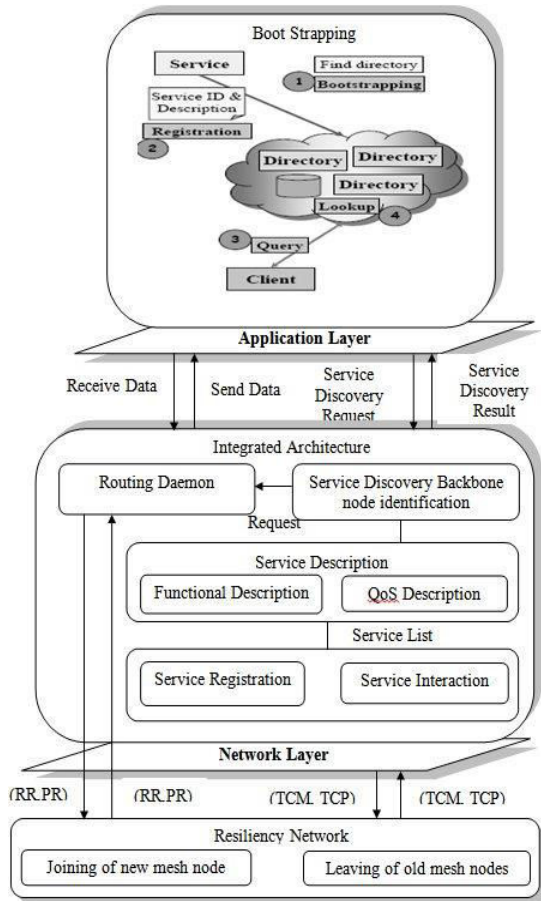 Boot Strapping
Service
Find directory
1
Bootstrapping
Service ID &
Description
Registration
2
Directory
Directory
Directory
Lookup
4
3
Query
Client
Application Layer
Receive Data
Send Data
Service
Discovery
Request
Service
Discovery
Result
Integrated Architecture
Routing Daemon
Service Discovery Backbone
node identification
Request
Service Description
Functional Description
QoS Description
Service List
Service Registration
Service Interaction
Network Layer
(RR,PR)
(RR,PR)
(TCM, TCP)
(TCM, TCP)
Resiliency Network
Joining of new mesh node
Leaving of old mesh nodes